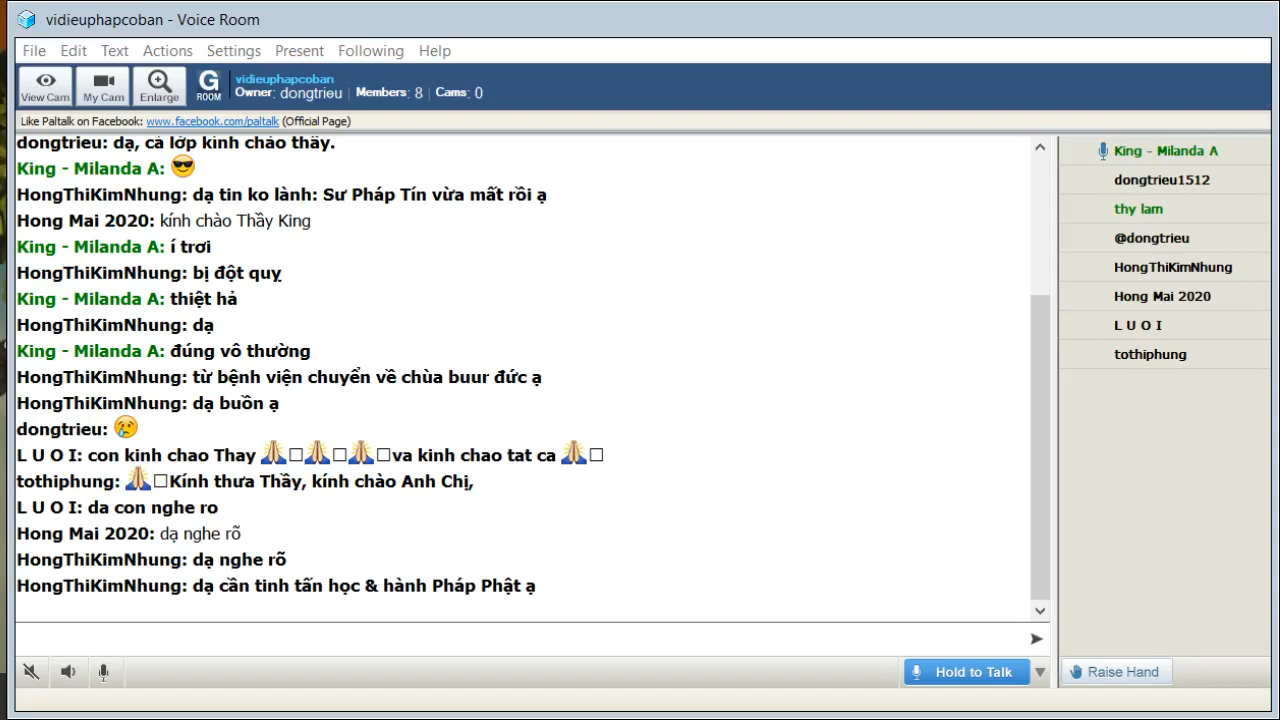 vidieuphapcoban - Voice Room
File Edit Text Actions Settings Present Following Help
View Cam My Cam Enlarge G ROOM vidieuphapcoban
Owner: dongtrieu | Members: 8 | Cams: 0
Like Paltalk on Facebook: www.facebook.com/paltalk (Official Page)
dongtrieu: dạ, cả lớp kính chào thầy.
King - Milanda A: 😎
HongThiKimNhung: dạ tin ko lành: Sư Pháp Tín vừa mất rồi ạ
Hong Mai 2020: kính chào Thầy King
King - Milanda A: í trơi
HongThiKimNhung: bị đột quỵ
King - Milanda A: thiệt hả
HongThiKimNhung: dạ
King - Milanda A: đúng vô thường
HongThiKimNhung: từ bệnh viện chuyển về chùa buur đức ạ
HongThiKimNhung: dạ buồn ạ
dongtrieu: 😢
L U O I: con kinh chao Thay 🙏□🙏□🙏□va kinh chao tat ca 🙏□
tothiphung: 🙏□Kính thưa Thầy, kính chào Anh Chị,
L U O I: da con nghe ro
Hong Mai 2020: dạ nghe rõ
HongThiKimNhung: dạ nghe rõ
HongThiKimNhung: dạ cần tinh tấn học & hành Pháp Phật ạ
King - Milanda A
dongtrieu1512
thy lam
@dongtrieu
HongThiKimNhung
Hong Mai 2020
L U O I
tothiphung
Hold to Talk
Raise Hand